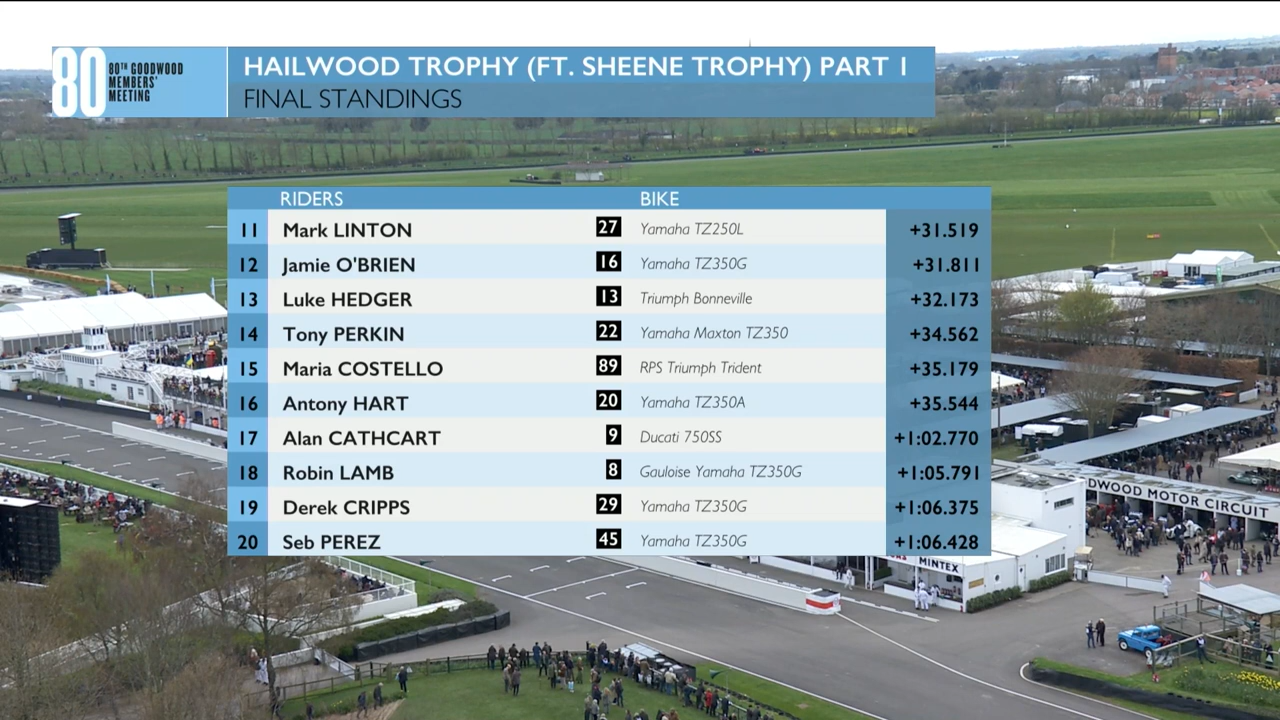 80
80TH GOODWOOD
MEMBERS'
MEETING
HAILWOOD TROPHY (FT. SHEENE TROPHY) PART 1
FINAL STANDINGS
RIDERS BIKE
11 Mark LINTON 27 Yamaha TZ250L +31.519
12 Jamie O'BRIEN 16 Yamaha TZ350G +31.811
13 Luke HEDGER 13 Triumph Bonneville +32.173
14 Tony PERKIN 22 Yamaha Maxton TZ350 +34.562
15 Maria COSTELLO 89 RPS Triumph Trident +35.179
16 Antony HART 20 Yamaha TZ350A +35.544
17 Alan CATHCART 9 Ducati 750SS +1:02.770
18 Robin LAMB 8 Gauloise Yamaha TZ350G +1:05.791
19 Derek CRIPPS 29 Yamaha TZ350G +1:06.375
20 Seb PEREZ 45 Yamaha TZ350G +1:06.428
DWOOD MOTOR CIRCUIT
MINTEX